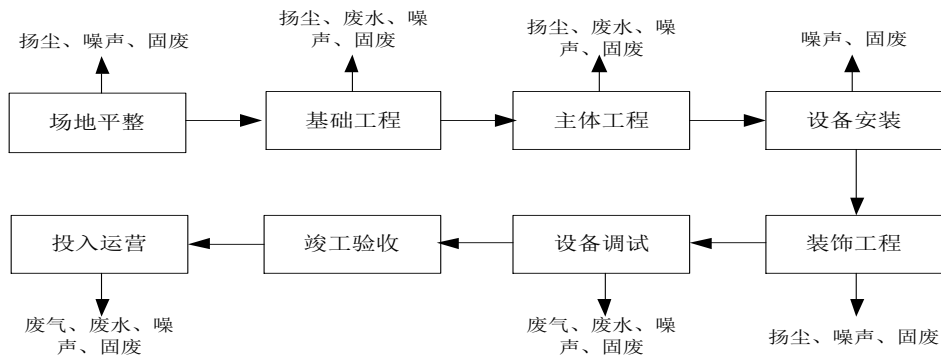 扬尘、噪声、固废
扬尘、废水、噪
声、固废
扬尘、废水、噪
声、固废
噪声、固废
场地平整
基础工程
主体工程
设备安装
投入运营
竣工验收
设备调试
装饰工程
废气、废水、噪
声、固废
废气、废水、噪
声、固废
扬尘、噪声、固废